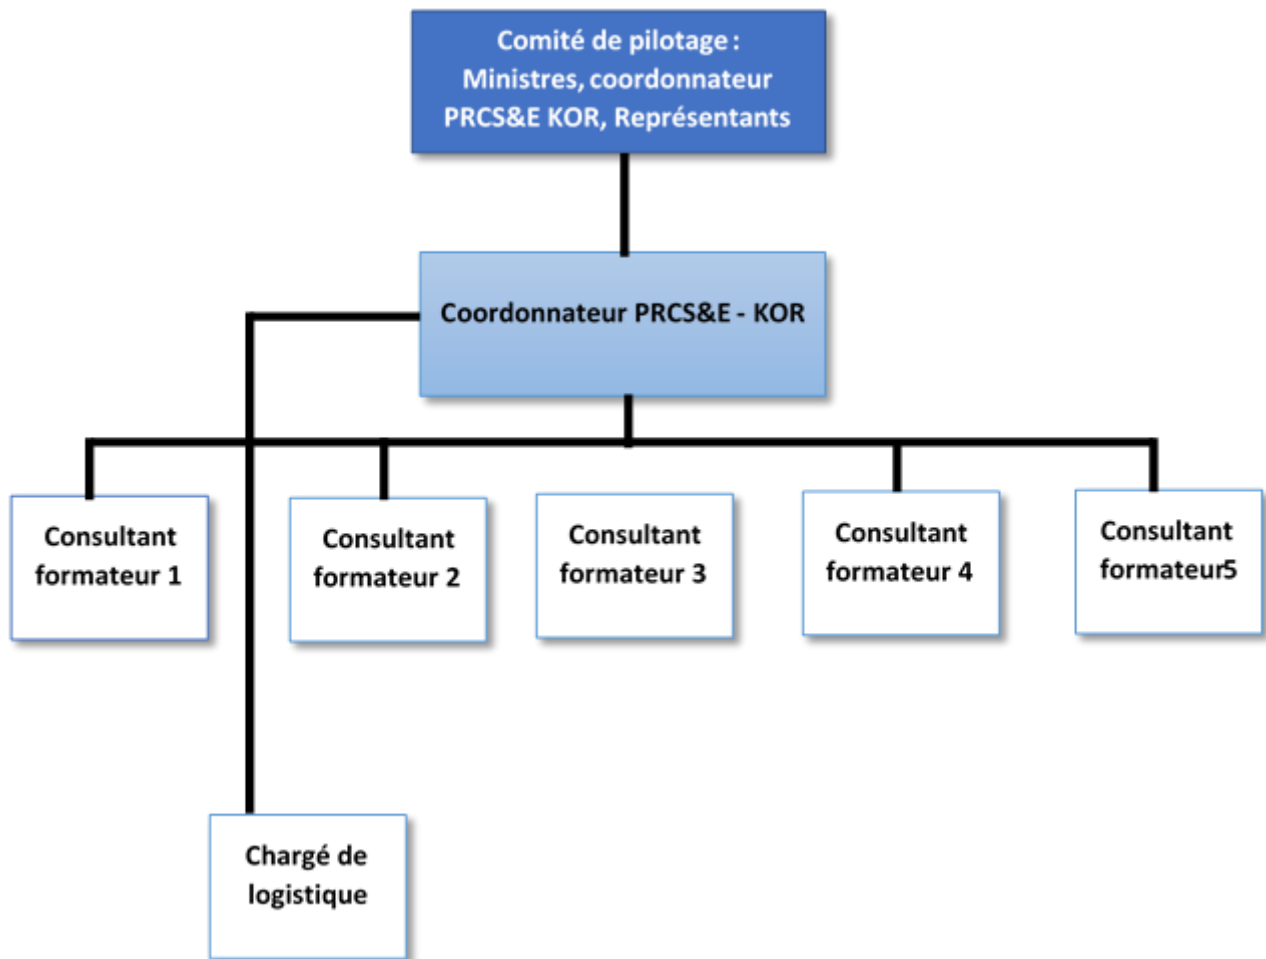 Comité de pilotage :
Ministres, coordonnateur
PRCS&E KOR, Représentants
Coordonnateur PRCS&E - KOR
Consultant
formateur 1
Consultant
formateur 2
Consultant
formateur 3
Consultant
formateur 4
Consultant
formateur5
Chargé de
logistique